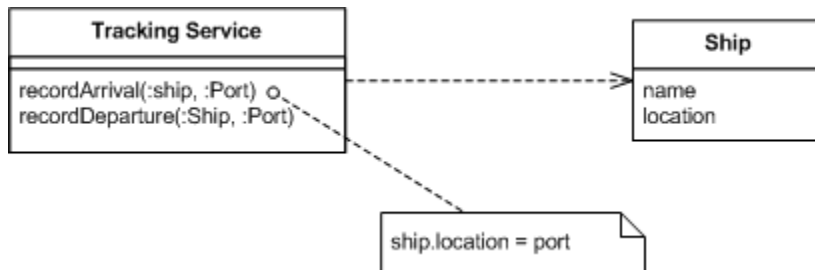 Tracking Service
recordArrival(:ship, :Port)
recordDeparture(:Ship, :Port)
Ship
name
location
ship.location = port